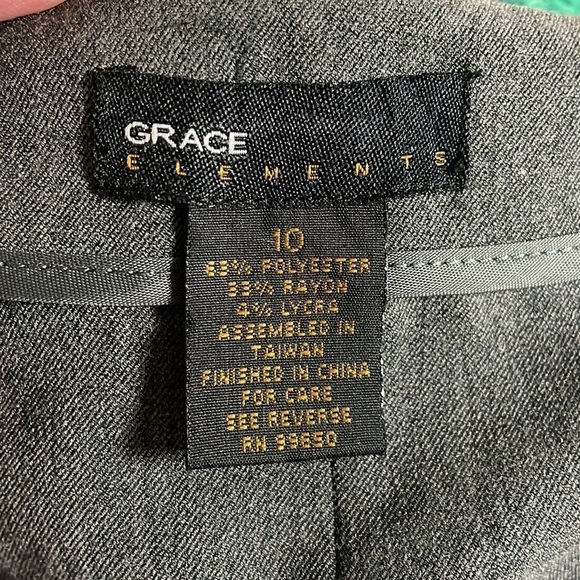 GRACE
ELEMENTS
10
63% POLYESTER
33% RAYON
4% LYCRA
ASSEMBLED IN
TAIWAN
FINISHED IN CHINA
FOR CARE
SEE REVERSE
RN